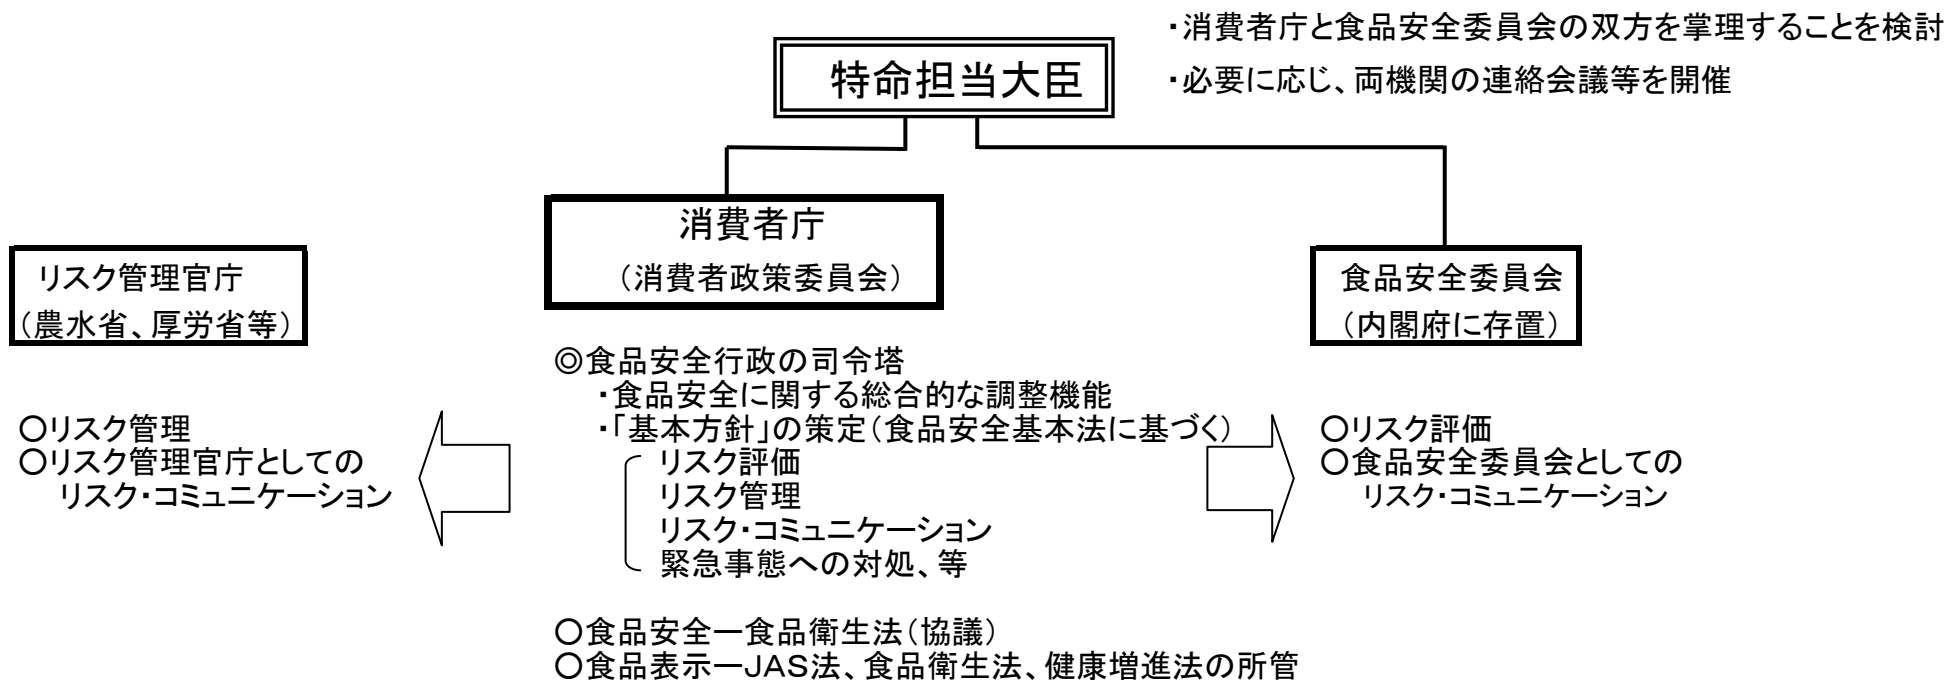 ・消費者庁と食品安全委員会の双方を掌理することを検討
・必要に応じ、両機関の連絡会議等を開催
特命担当大臣
消費者庁
（消費者政策委員会）
リスク管理官庁
（農水省、厚労省等）
食品安全委員会
（内閣府に存置）
◎食品安全行政の司令塔
・食品安全に関する総合的な調整機能
・「基本方針」の策定（食品安全基本法に基づく）
リスク評価
リスク管理
リスク・コミュニケーション
緊急事態への対処、等
○リスク管理
○リスク管理官庁としての
リスク・コミュニケーション
○リスク評価
○食品安全委員会としての
リスク・コミュニケーション
○食品安全―食品衛生法（協議）
○食品表示―ＪＡＳ法、食品衛生法、健康増進法の所管